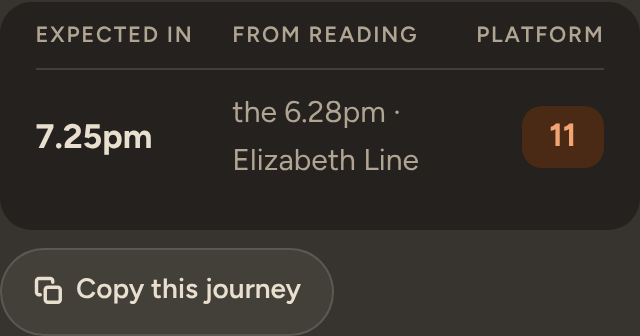 EXPECTED IN FROM READING PLATFORM
7.25pm the 6.28pm · Elizabeth Line 11
Copy this journey